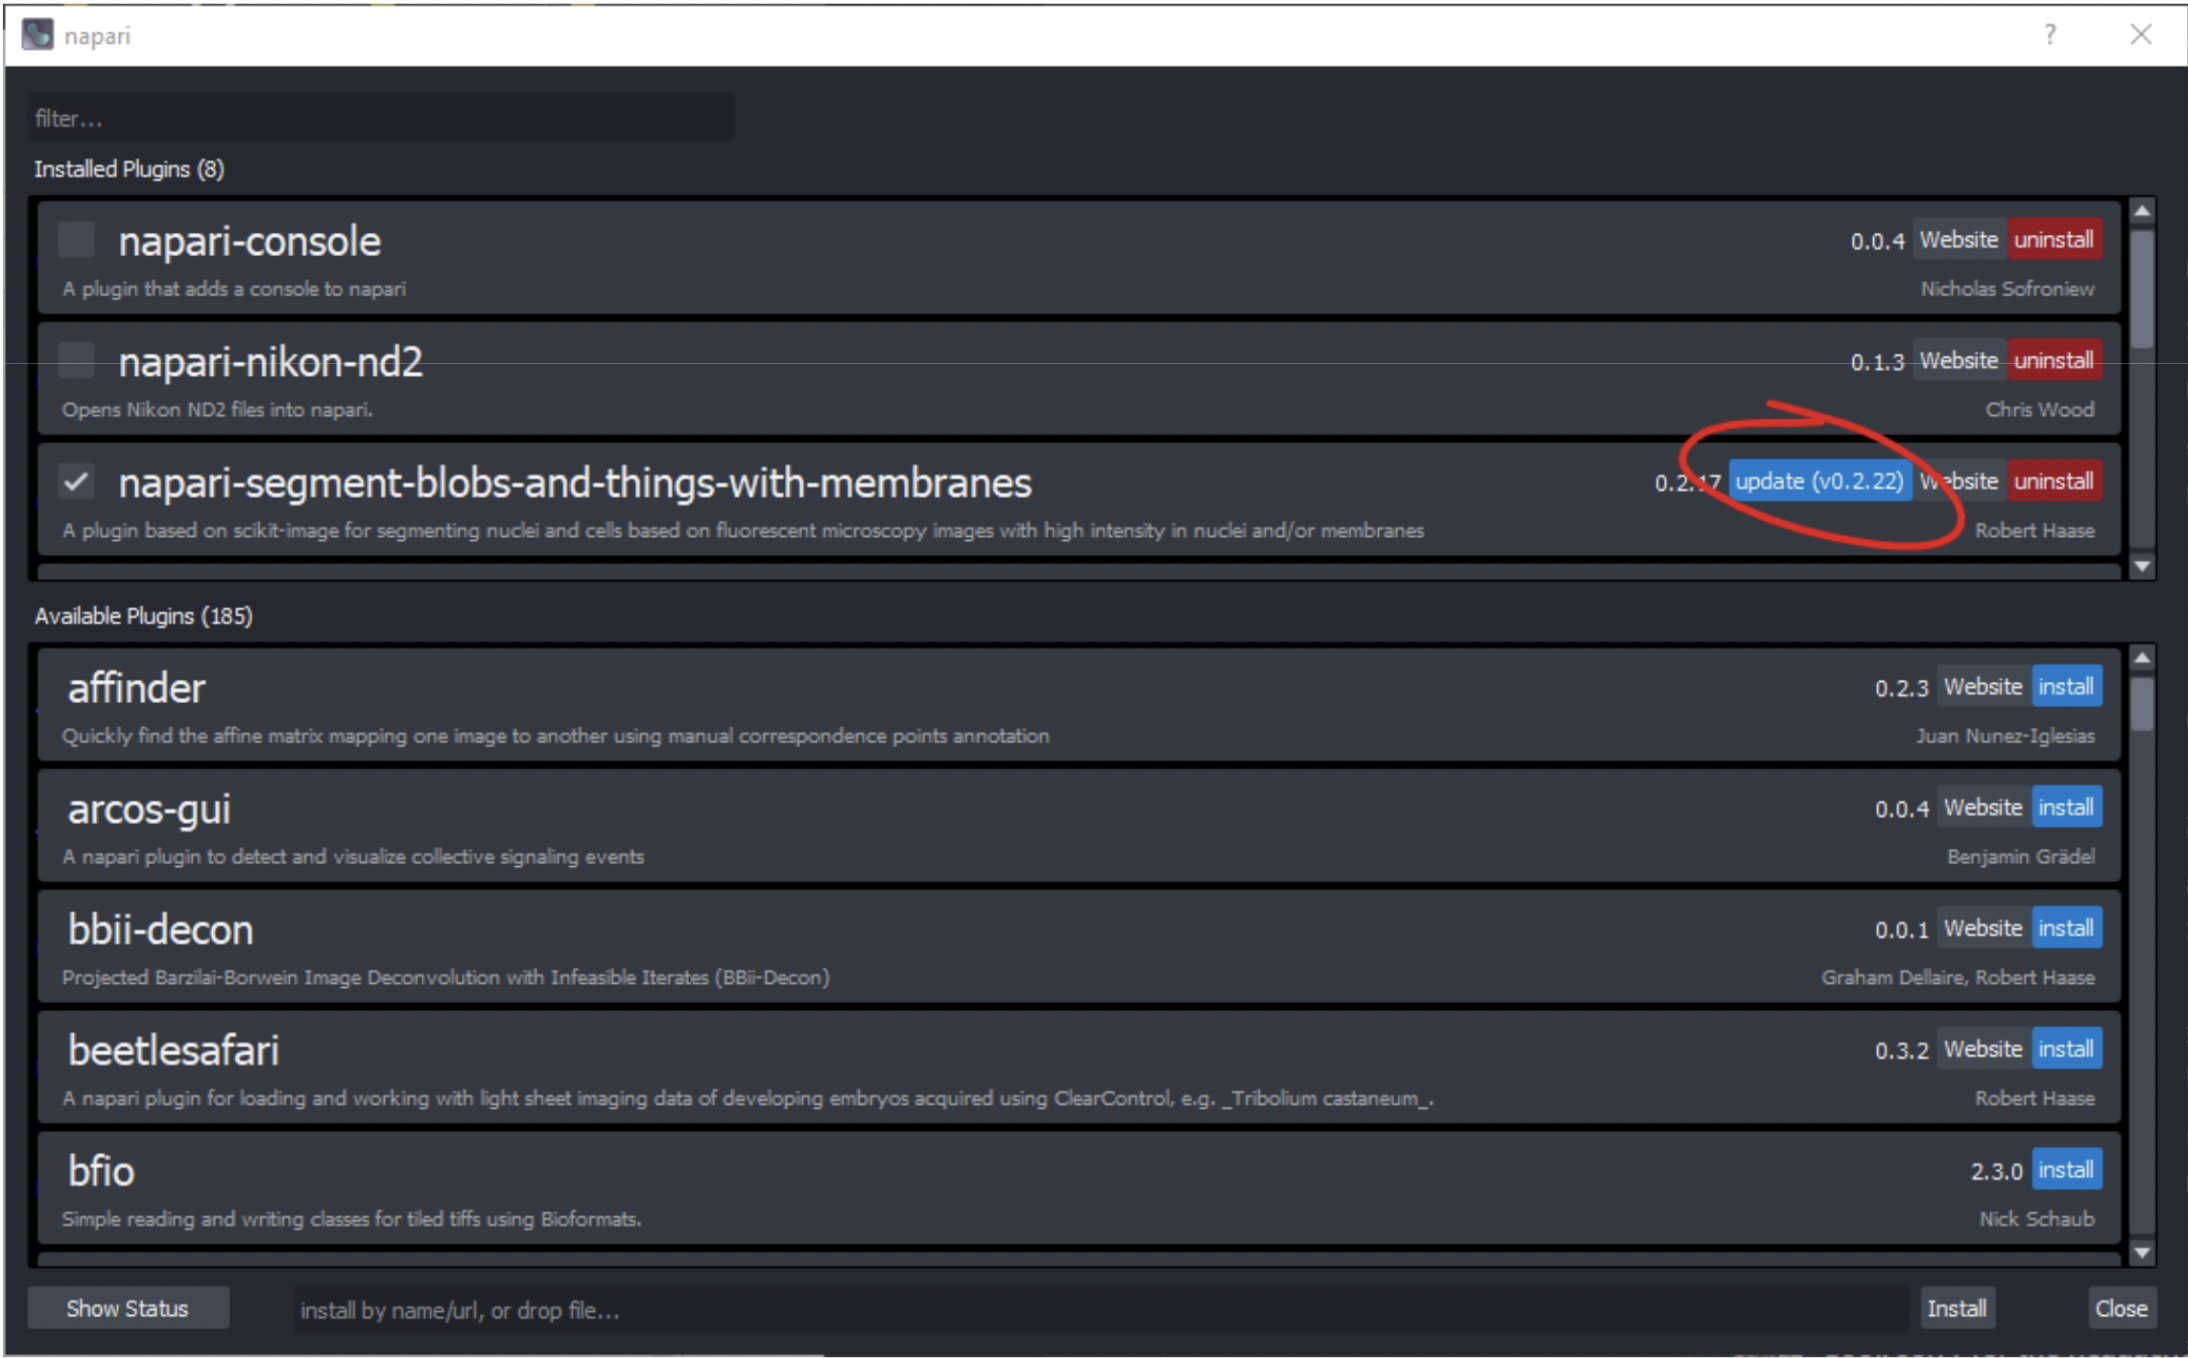 napari
?
filter...
Installed Plugins (8)
napari-console
0.0.4 Website uninstall
A plugin that adds a console to napari
Nicholas Sofroniew
napari-nikon-nd2
0.1.3 Website uninstall
Opens Nikon ND2 files into napari.
Chris Wood
napari-segment-blobs-and-things-with-membranes
0.2.17 update (v0.2.22) Website uninstall
A plugin based on scikit-image for segmenting nuclei and cells based on fluorescent microscopy images with high intensity in nuclei and/or membranes
Robert Haase
Available Plugins (185)
affinder
0.2.3 Website install
Quickly find the affine matrix mapping one image to another using manual correspondence points annotation
Juan Nunez-Iglesias
arcos-gui
0.0.4 Website install
A napari plugin to detect and visualize collective signaling events
Benjamin Grädel
bbii-decon
0.0.1 Website install
Projected Barzilai-Borwein Image Deconvolution with Infeasible Iterates (BBii-Decon)
Graham Dellaire, Robert Haase
beetlesafari
0.3.2 Website install
A napari plugin for loading and working with light sheet imaging data of developing embryos acquired using ClearControl, e.g. _Tribolium castaneum_.
Robert Haase
bfio
2.3.0 install
Simple reading and writing classes for tiled tiffs using Bioformats.
Nick Schaub
Show Status
install by name/url, or drop file...
Install
Close